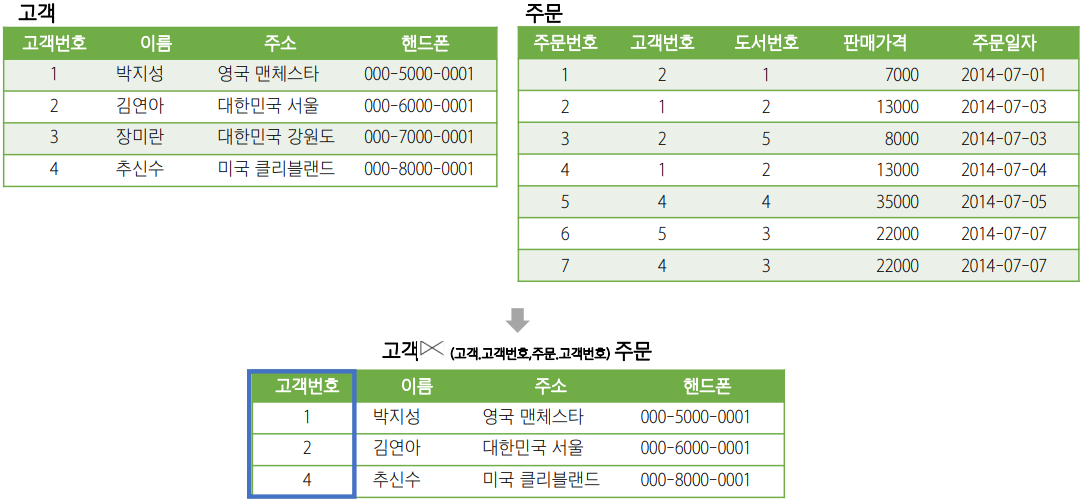 고객
고객번호 이름 주소 핸드폰
1 박지성 영국 맨체스타 000-5000-0001
2 김연아 대한민국 서울 000-6000-0001
3 장미란 대한민국 강원도 000-7000-0001
4 추신수 미국 클리블랜드 000-8000-0001
주문
주문번호 고객번호 도서번호 판매가격 주문일자
1 2 1 7000 2014-07-01
2 1 2 13000 2014-07-03
3 2 5 8000 2014-07-03
4 1 2 13000 2014-07-04
5 4 4 35000 2014-07-05
6 5 3 22000 2014-07-07
7 4 3 22000 2014-07-07
고객⋉ (고객.고객번호,주문.고객번호) 주문
고객번호 이름 주소 핸드폰
1 박지성 영국 맨체스타 000-5000-0001
2 김연아 대한민국 서울 000-6000-0001
4 추신수 미국 클리블랜드 000-8000-0001